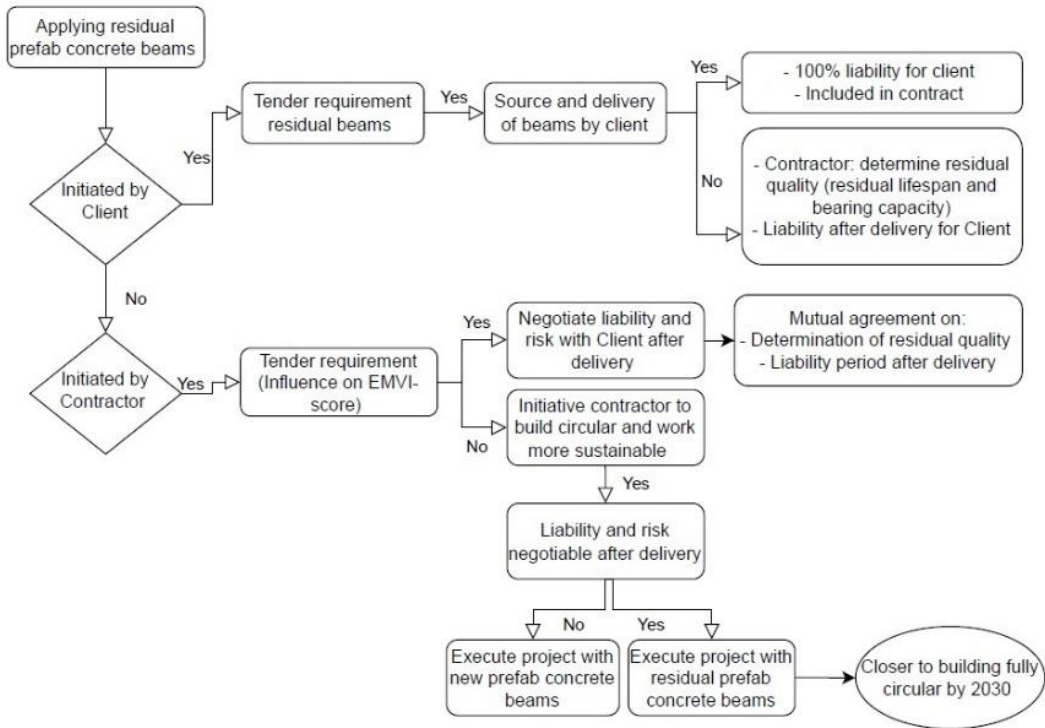 Applying residual
prefab concrete beams
Initiated by
Client
Yes
Tender requirement
residual beams
Yes
Source and delivery
of beams by client
Yes
- 100% liability for client
- Included in contract
No
- Contractor: determine residual
quality (residual lifespan and
bearing capacity)
- Liability after delivery for Client
No
Initiated by
Contractor
Yes
Tender requirement
(Influence on EMVI-
score)
Yes
Negotiate liability and
risk with Client after
delivery
Mutual agreement on:
- Determination of residual quality
- Liability period after delivery
No
Initiative contractor to
build circular and work
more sustainable
Yes
Liability and risk
negotiable after delivery
No
Execute project with
new prefab concrete
beams
Yes
Execute project with
residual prefab
concrete beams
Closer to building fully
circular by 2030